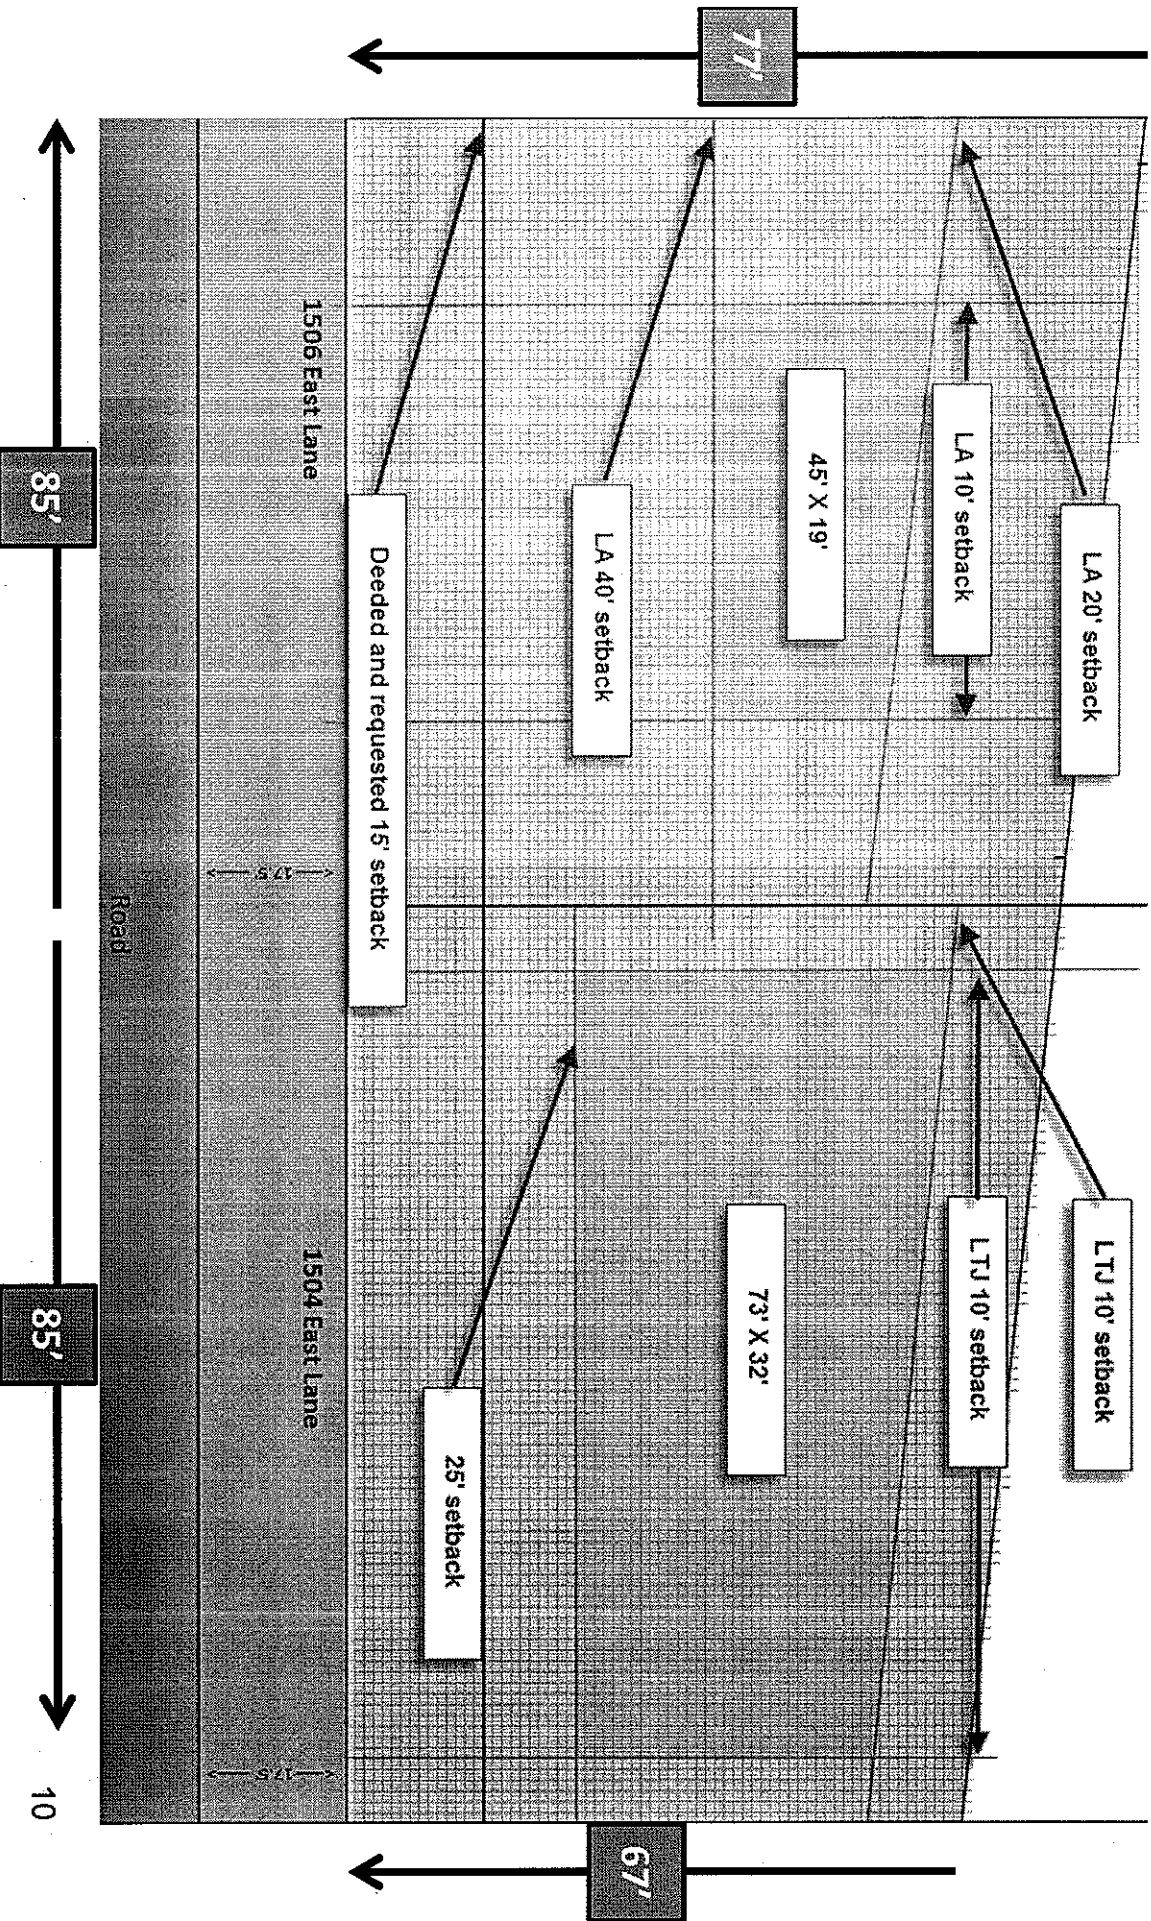 77'
LA 20' setback
LA 10' setback
45' X 19'
LA 40' setback
Deeded and requested 15' setback
1506 East Lane
85'
LTJ 10' setback
LTJ 10' setback
73' X 32'
25' setback
1504 East Lane
85'
67'
<---17.5'--->
<---17.5'--->
Road
10